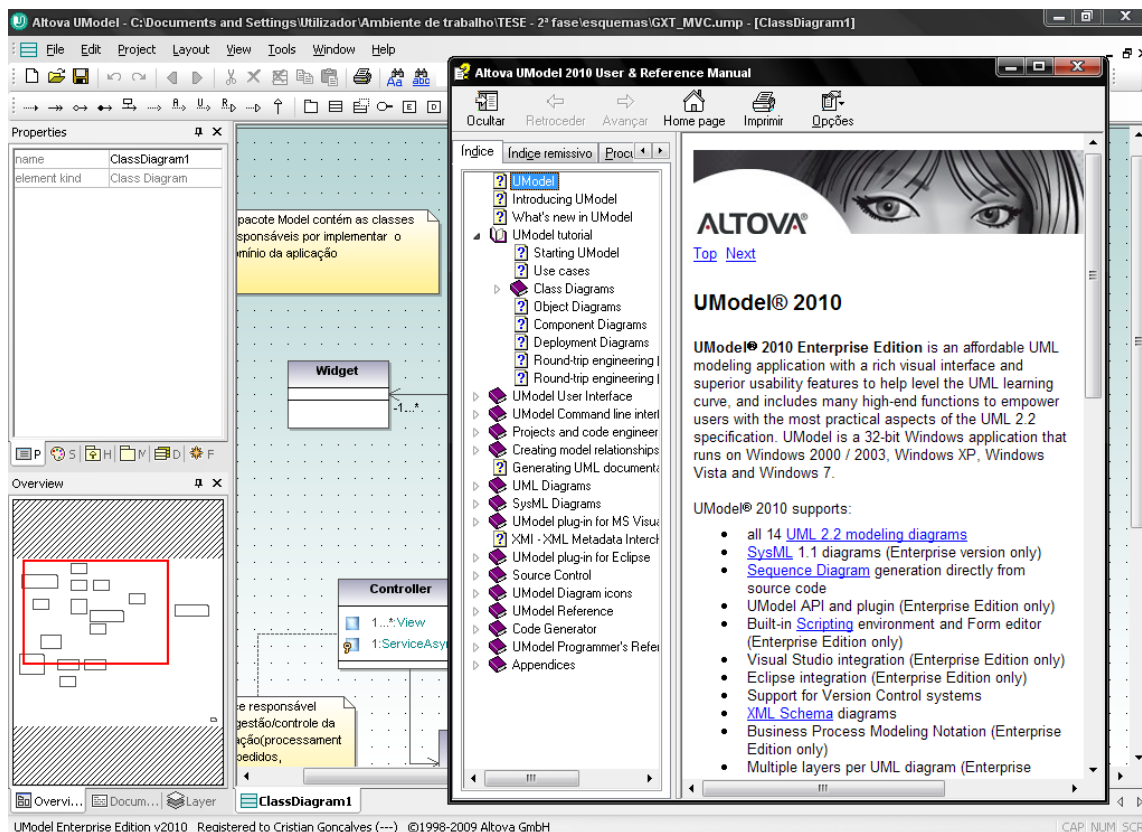 Altova UModel - C:\Documents and Settings\Utilizador\Ambiente de trabalho\TESE - 2ª fase\esquemas\GXT_MVC.ump - [ClassDiagram1]
File Edit Project Layout View Tools Window Help
Properties
name ClassDiagram1
element kind Class Diagram
P S H M D F
Overview
Overvi... Docum... Layer
pacote Model contém as classes
sponsáveis por implementar o
omínio da aplicação
Widget
-1...*
Controller
1...*:View
1:ServiceAsy
ce responsável
gestão/controle da
ação(processament
pedidos,
ClassDiagram1
Altova UModel 2010 User & Reference Manual
Ocultar Retroceder Avançar Home page Imprimir Opções
Índice Índice remissivo Procu
UModel
Introducing UModel
What's new in UModel
UModel tutorial
Starting UModel
Use cases
Class Diagrams
Object Diagrams
Component Diagrams
Deployment Diagrams
Round-trip engineering
Round-trip engineering
UModel User Interface
UModel Command line interf
Projects and code engineer
Creating model relationships
Generating UML documenta
UML Diagrams
SysML Diagrams
UModel plug-in for MS Visua
XMI - XML Metadata Interch
UModel plug-in for Eclipse
Source Control
UModel Diagram icons
UModel Reference
Code Generator
UModel Programmer's Refer
Appendices
ALTOVA®
Top Next
UModel® 2010
UModel® 2010 Enterprise Edition is an affordable UML
modeling application with a rich visual interface and
superior usability features to help level the UML learning
curve, and includes many high-end functions to empower
users with the most practical aspects of the UML 2.2
specification. UModel is a 32-bit Windows application that
runs on Windows 2000 / 2003, Windows XP, Windows
Vista and Windows 7.
UModel® 2010 supports:
• all 14 UML 2.2 modeling diagrams
• SysML 1.1 diagrams (Enterprise version only)
• Sequence Diagram generation directly from
source code
• UModel API and plugin (Enterprise Edition only)
• Built-in Scripting environment and Form editor
(Enterprise Edition only)
• Visual Studio integration (Enterprise Edition only)
• Eclipse integration (Enterprise Edition only)
• Support for Version Control systems
• XML Schema diagrams
• Business Process Modeling Notation (Enterprise
Edition only)
• Multiple layers per UML diagram (Enterprise
UModel Enterprise Edition v2010 Registered to Cristian Gonçalves (---) ©1998-2009 Altova GmbH CAP NUM SCR